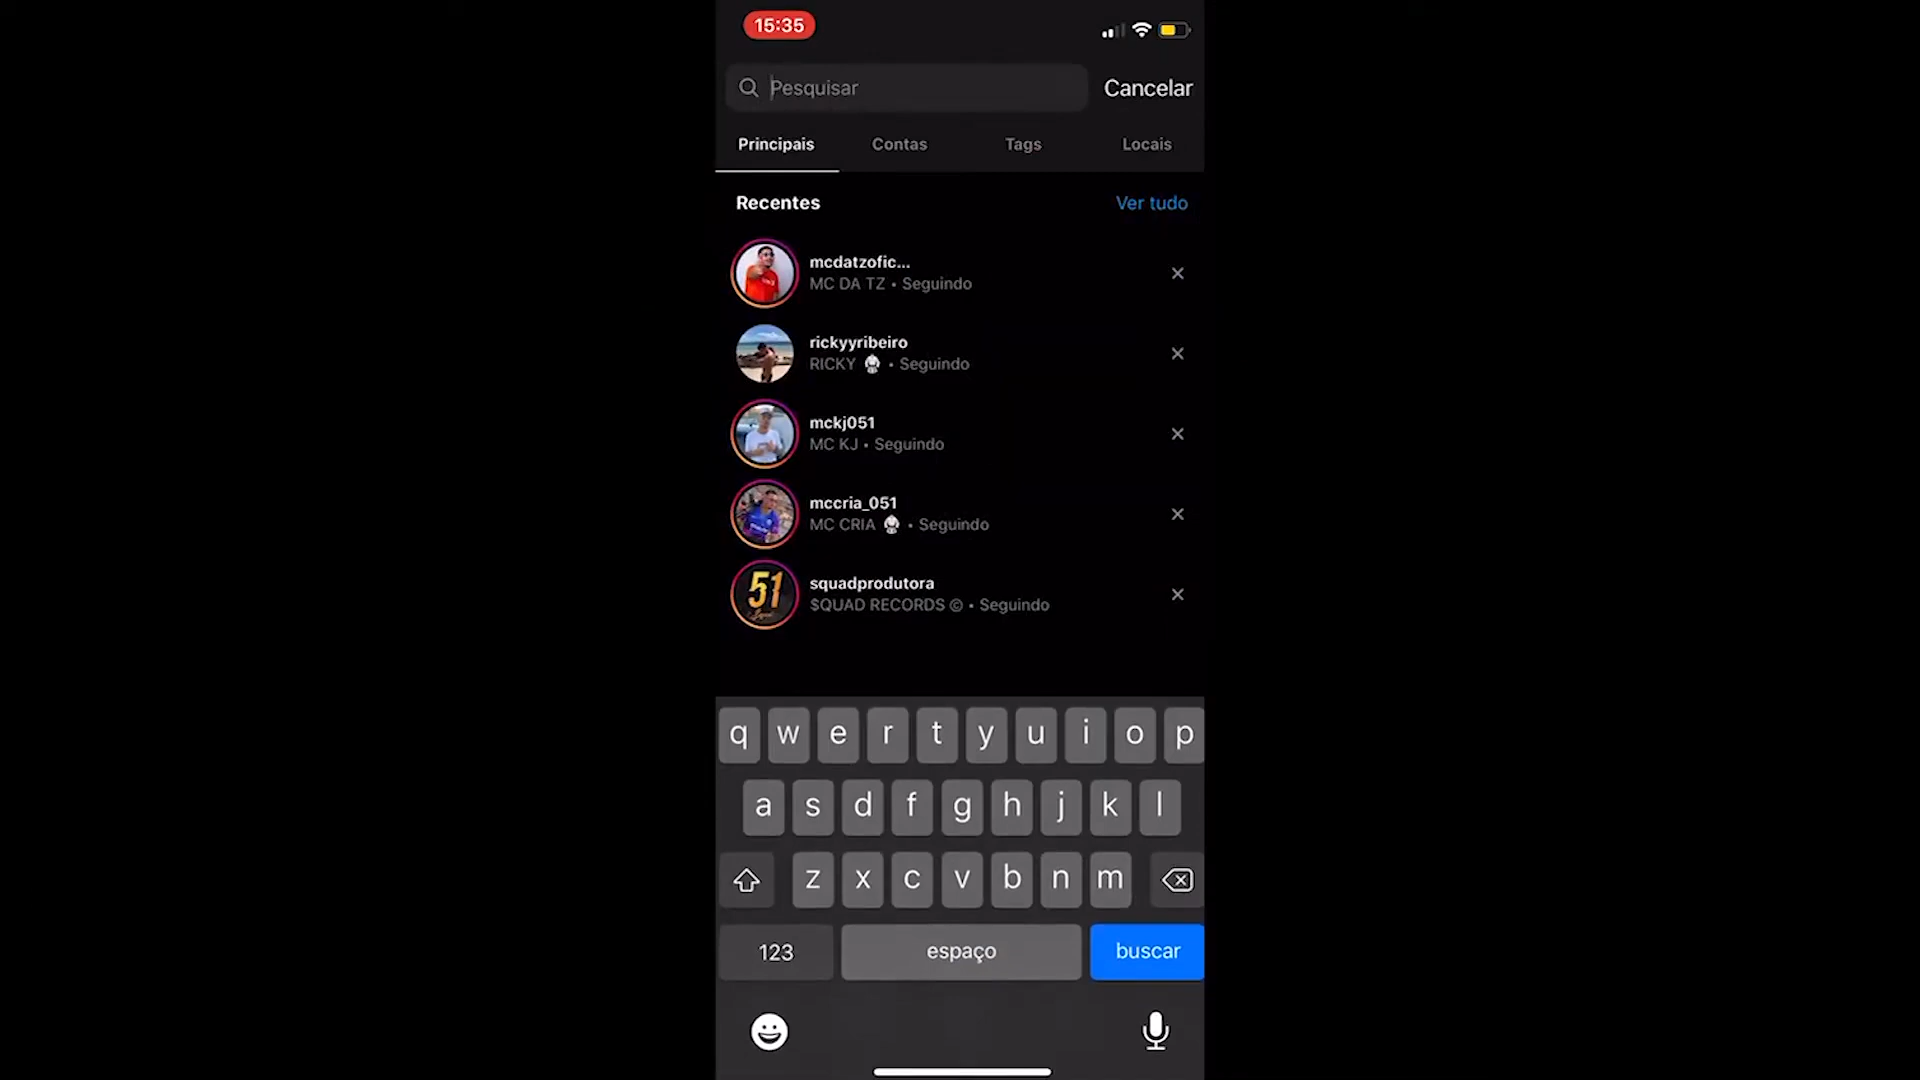 15:35
Pesquisar
Cancelar
Principais
Contas
Tags
Locais
Recentes
Ver tudo
mcdatzofic...
MC DA TZ • Seguindo
rickyyribeiro
RICKY • Seguindo
mckj051
MC KJ • Seguindo
mccria_051
MC CRIA • Seguindo
51
squadprodutora
$QUAD RECORDS © • Seguindo
q w e r t y u i o p
a s d f g h j k l
z x c v b n m
123
espaço
buscar